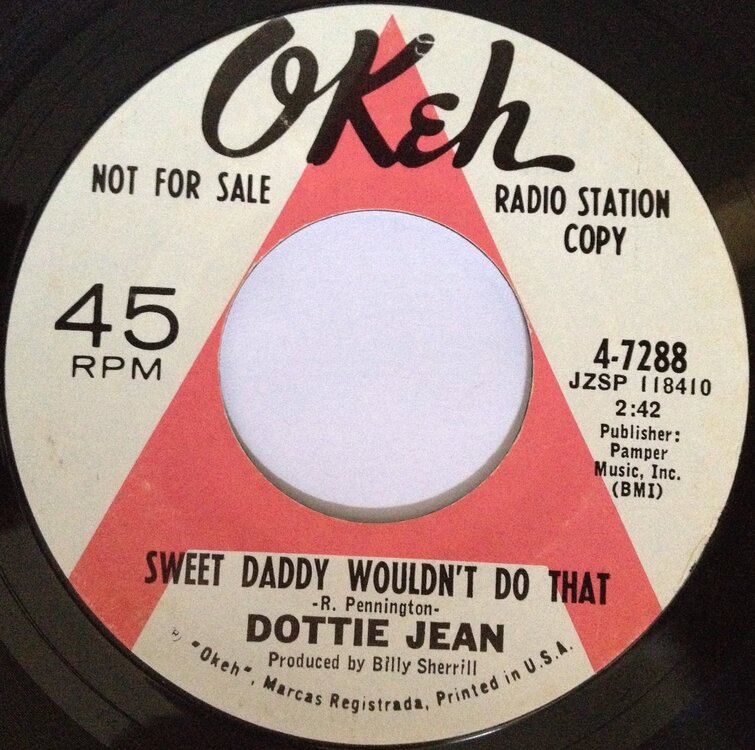 OKeh
NOT FOR SALE
RADIO STATION
COPY
45
RPM
4-7288
JZSP 118410
2:42
Publisher:
Pamper
Music, Inc.
(BMI)
SWEET DADDY WOULDN'T DO THAT
-R. Pennington-
DOTTIE JEAN
Produced by Billy Sherrill
"Okeh", Marcas Registrada, Printed in U.S.A.